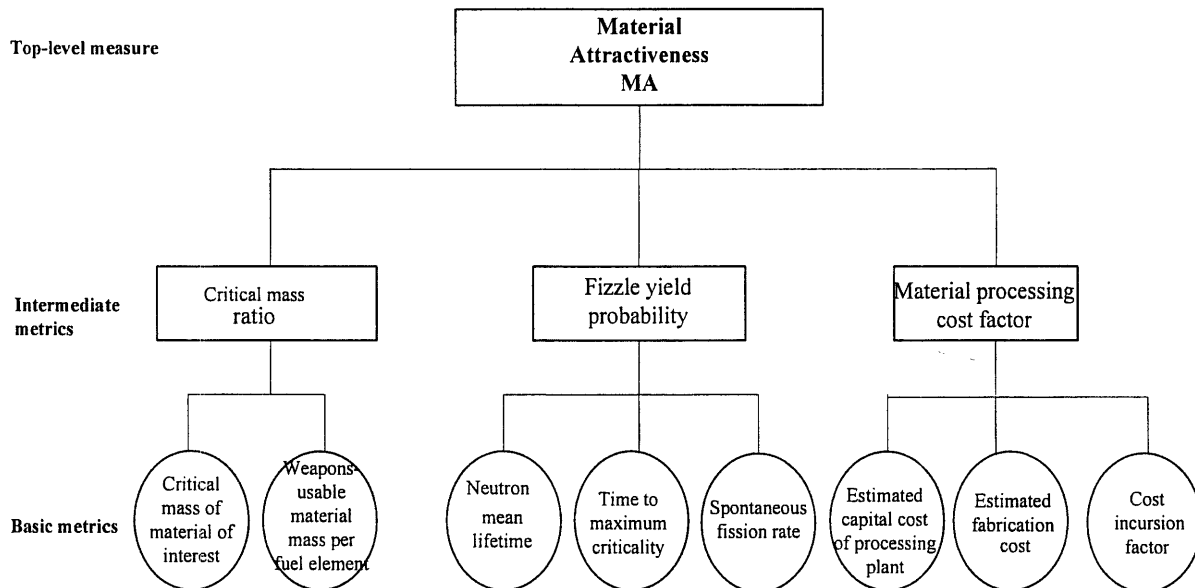 Top-level measure
Material
Attractiveness
MA
Intermediate
metrics
Critical mass
ratio
Fizzle yield
probability
Material processing
cost factor
Basic metrics
Critical
mass of
material of
interest
Weapons-
usable
material
mass per
fuel element
Neutron
mean
lifetime
Time to
maximum
criticality
Spontaneous
fission rate
Estimated
capital cost
of processing
plant
Estimated
fabrication
cost
Cost
incursion
factor